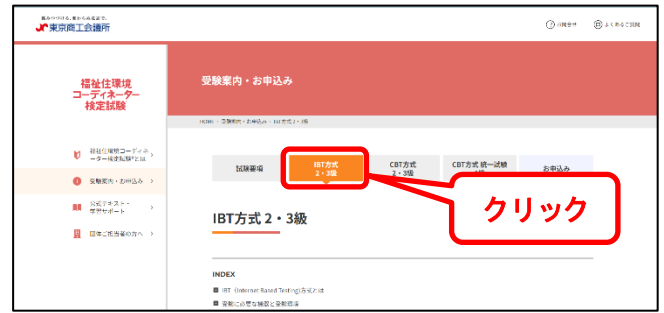 東京商工会議所
お問合せ
よくあるご質問
福祉住環境
コーディネーター
検定試験
受験案内・お申込み
HOME › 受験案内・お申込み › IBT方式 2・3級
福祉住環境コーディネ
ーター検定試験®とは
受験案内・お申込み
公式テキスト・
学習サポート
団体ご担当者の方へ
試験要項
IBT方式
2・3級
CBT方式
2・3級
CBT方式 統一試験
お申込み
クリック
IBT方式 2・3級
INDEX
IBT（Internet Based Testing)方式とは
受験に必要な機器と受験環境